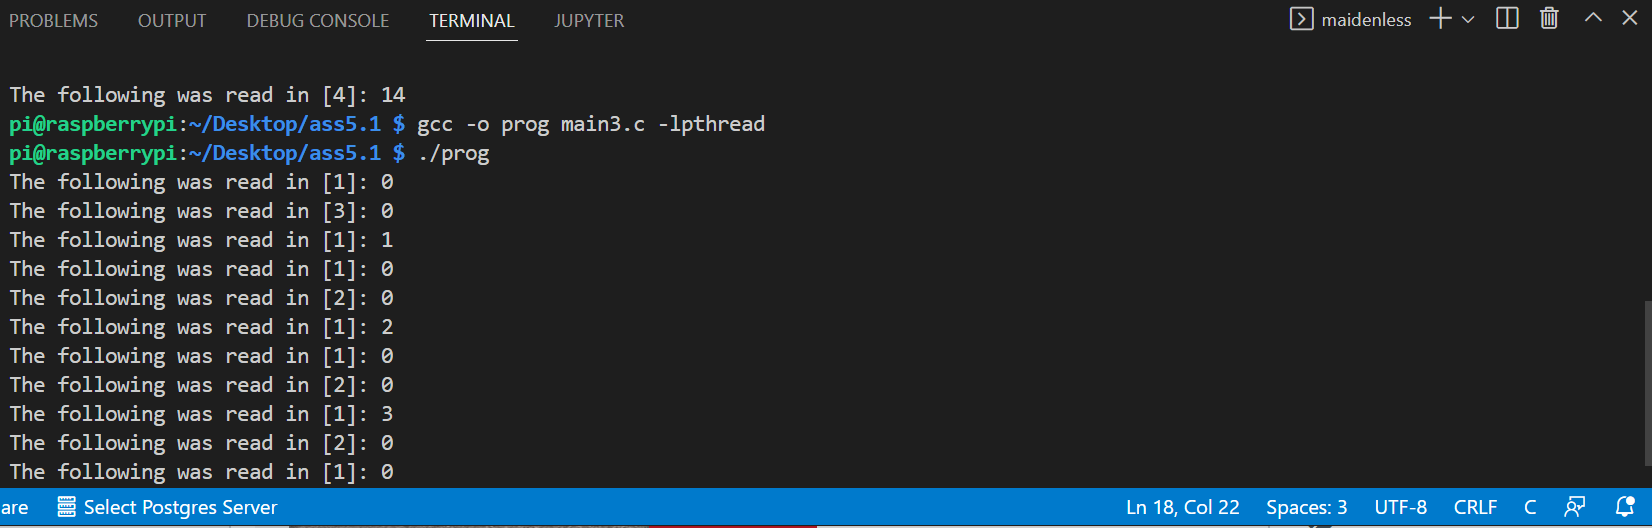 PROBLEMS OUTPUT DEBUG CONSOLE TERMINAL JUPYTER maidenless
The following was read in [4]: 14
pi@raspberrypi:~/Desktop/ass5.1 $ gcc -o prog main3.c -lpthread
pi@raspberrypi:~/Desktop/ass5.1 $ ./prog
The following was read in [1]: 0
The following was read in [3]: 0
The following was read in [1]: 1
The following was read in [1]: 0
The following was read in [2]: 0
The following was read in [1]: 2
The following was read in [1]: 0
The following was read in [2]: 0
The following was read in [1]: 3
The following was read in [2]: 0
The following was read in [1]: 0
are Select Postgres Server Ln 18, Col 22 Spaces: 3 UTF-8 CRLF C